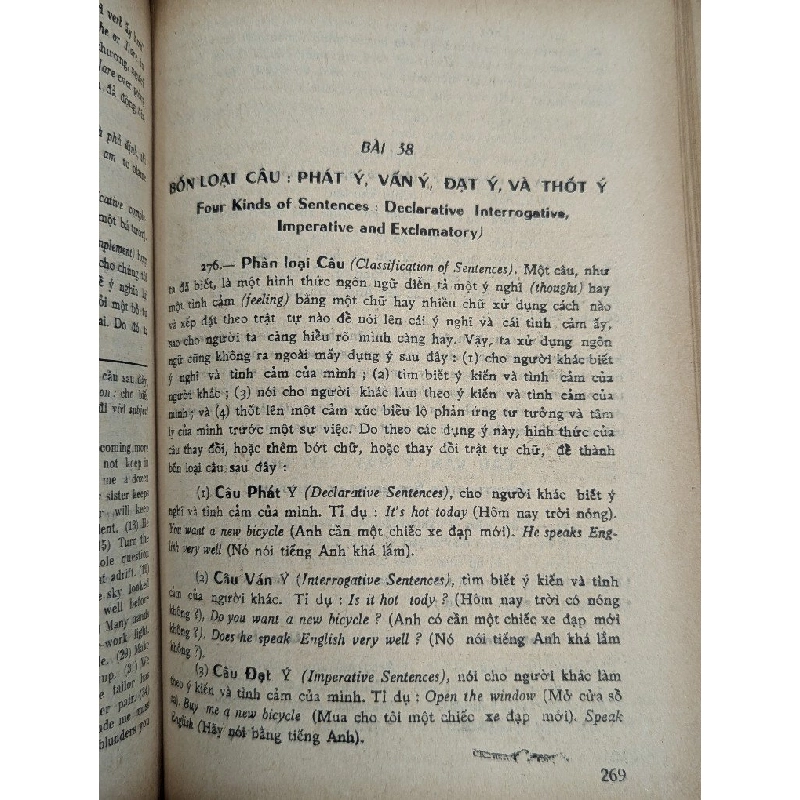 BÀI 38
BỐN LOẠI CÂU : PHÁT Ý, VẤN Ý, ĐẠT Ý, VÀ THỐT Ý
Four Kinds of Sentences : Declarative Interrogative,
Imperative and Exclamatory)
276.— Phân loại Câu (Classification of Sentences). Một câu, như
ta đã biết, là một hình thức ngôn ngữ diễn tả một ý nghĩ (thought) hay
một tình cảm (feeling) bằng một chữ hay nhiều chữ xử dụng cách nào
và xếp đặt theo trật tự nào để nói lên cái ý nghĩ và cái tình cảm ấy,
sao cho người ta càng hiểu rõ mình càng hay. Vậy, ta xử dụng ngôn
ngữ cũng không ra ngoài mấy dụng ý sau đây : (1) cho người khác biết
ý nghĩ và tình cảm của mình ; (2) tìm biết ý kiến và tình cảm của
người khác ; (3) nói cho người khác làm theo ý kiến và tình cảm của
mình ; và (4) thốt lên một cảm xúc biểu lộ phản ứng tư tưởng và tâm
lý của mình trước một sự việc. Do theo các dụng ý này, hình thức của
câu thay đổi, hoặc thêm bớt chữ, hoặc thay đổi trật tự chữ, để thành
bốn loại câu sau đây :
(1) Câu Phát Ý (Declarative Sentences), cho người khác biết ý
nghĩ và tình cảm của mình. Tỉ dụ : It's hot today (Hôm nay trời nóng).
You want a new bicycle (Anh cần một chiếc xe đạp mới). He speaks Eng-
lish very well (Nó nói tiếng Anh khá lắm).
(2) Câu Vấn Ý (Interrogative Sentences), tìm biết ý kiến và tình
cảm của người khác. Tỉ dụ : Is it hot tody ? (Hôm nay trời có nóng
không ?), Do you want a new bicycle ? (Anh có cần một chiếc xe đạp mới
không ?), Does he speak English very well ? (Nó nói tiếng Anh khá lắm
không ?).
(3) Câu Đạt Ý (Imperative Sentences), nói cho người khác làm
theo ý kiến và tình cảm của mình. Tỉ dụ : Open the window (Mở cửa sổ
ra). Buy me a new bicycle (Mua cho tôi một chiếc xe đạp mới). Speak
English (Hãy nói bằng tiếng Anh).
269